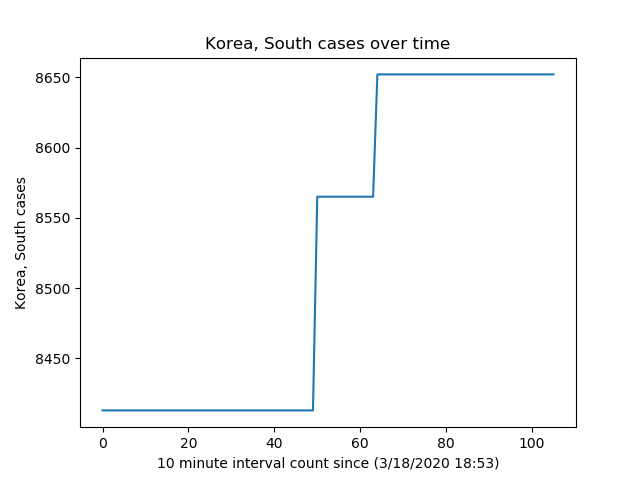 Korea, South cases over time
8650
8600
8550
8500
8450
Korea, South cases
0 20 40 60 80 100
10 minute interval count since (3/18/2020 18:53)